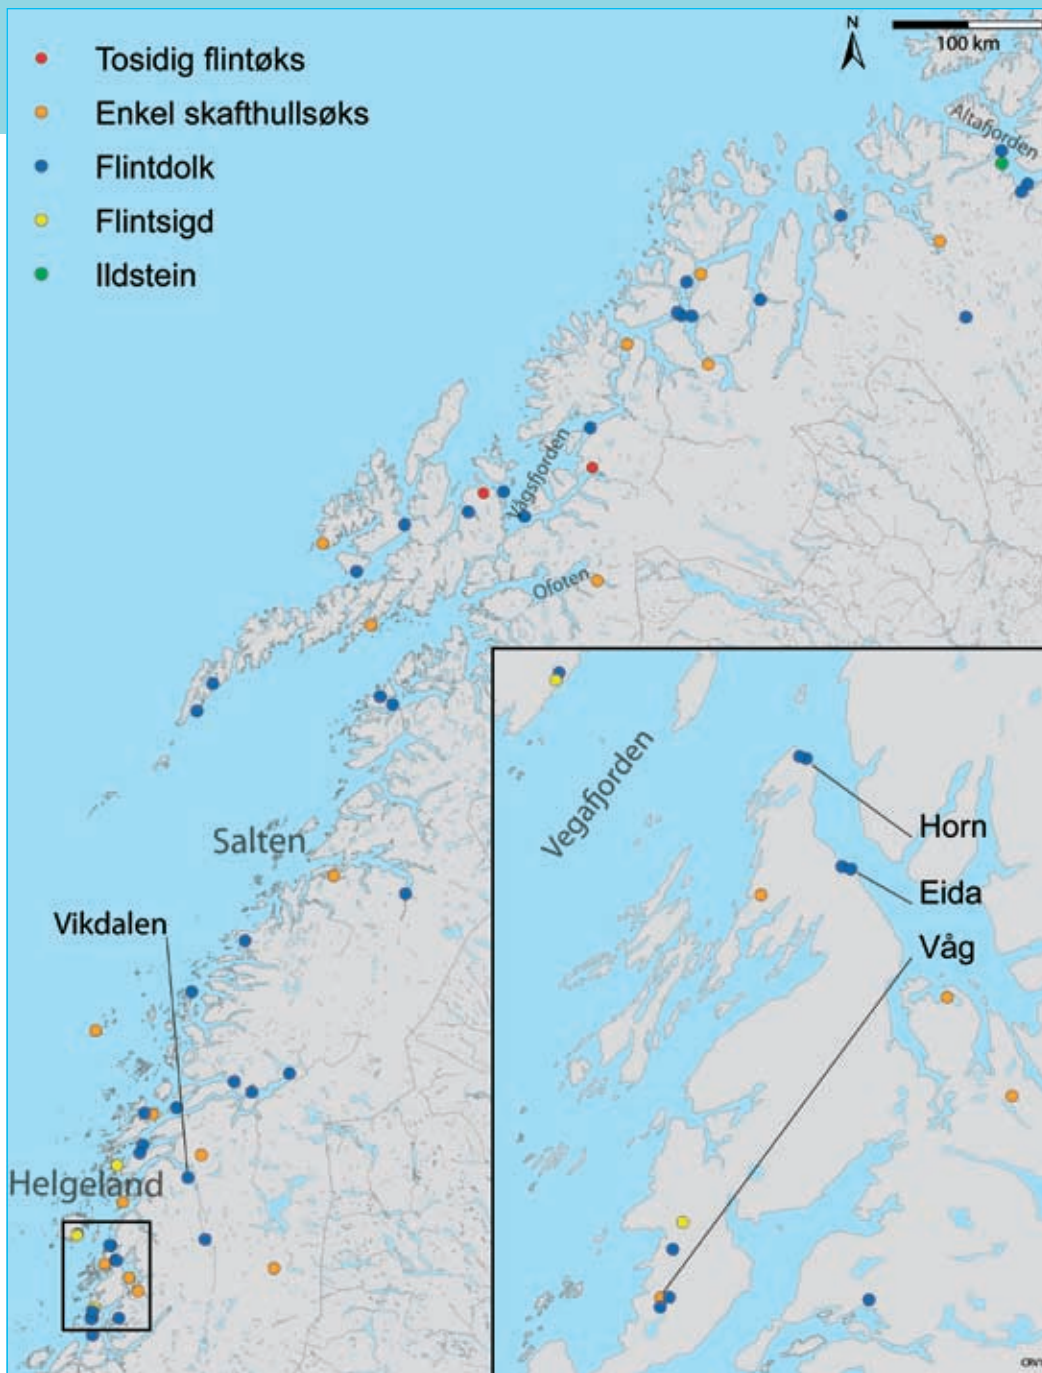 N
100 km
Tosidig flintøks
Enkel skafthullsøks
Flintdolk
Flintsigd
Ildstein
Altafjorden
Vågsfjorden
Ofoten
Salten
Vikdalen
Helgeland
Vegafjorden
Horn
Eida
Våg